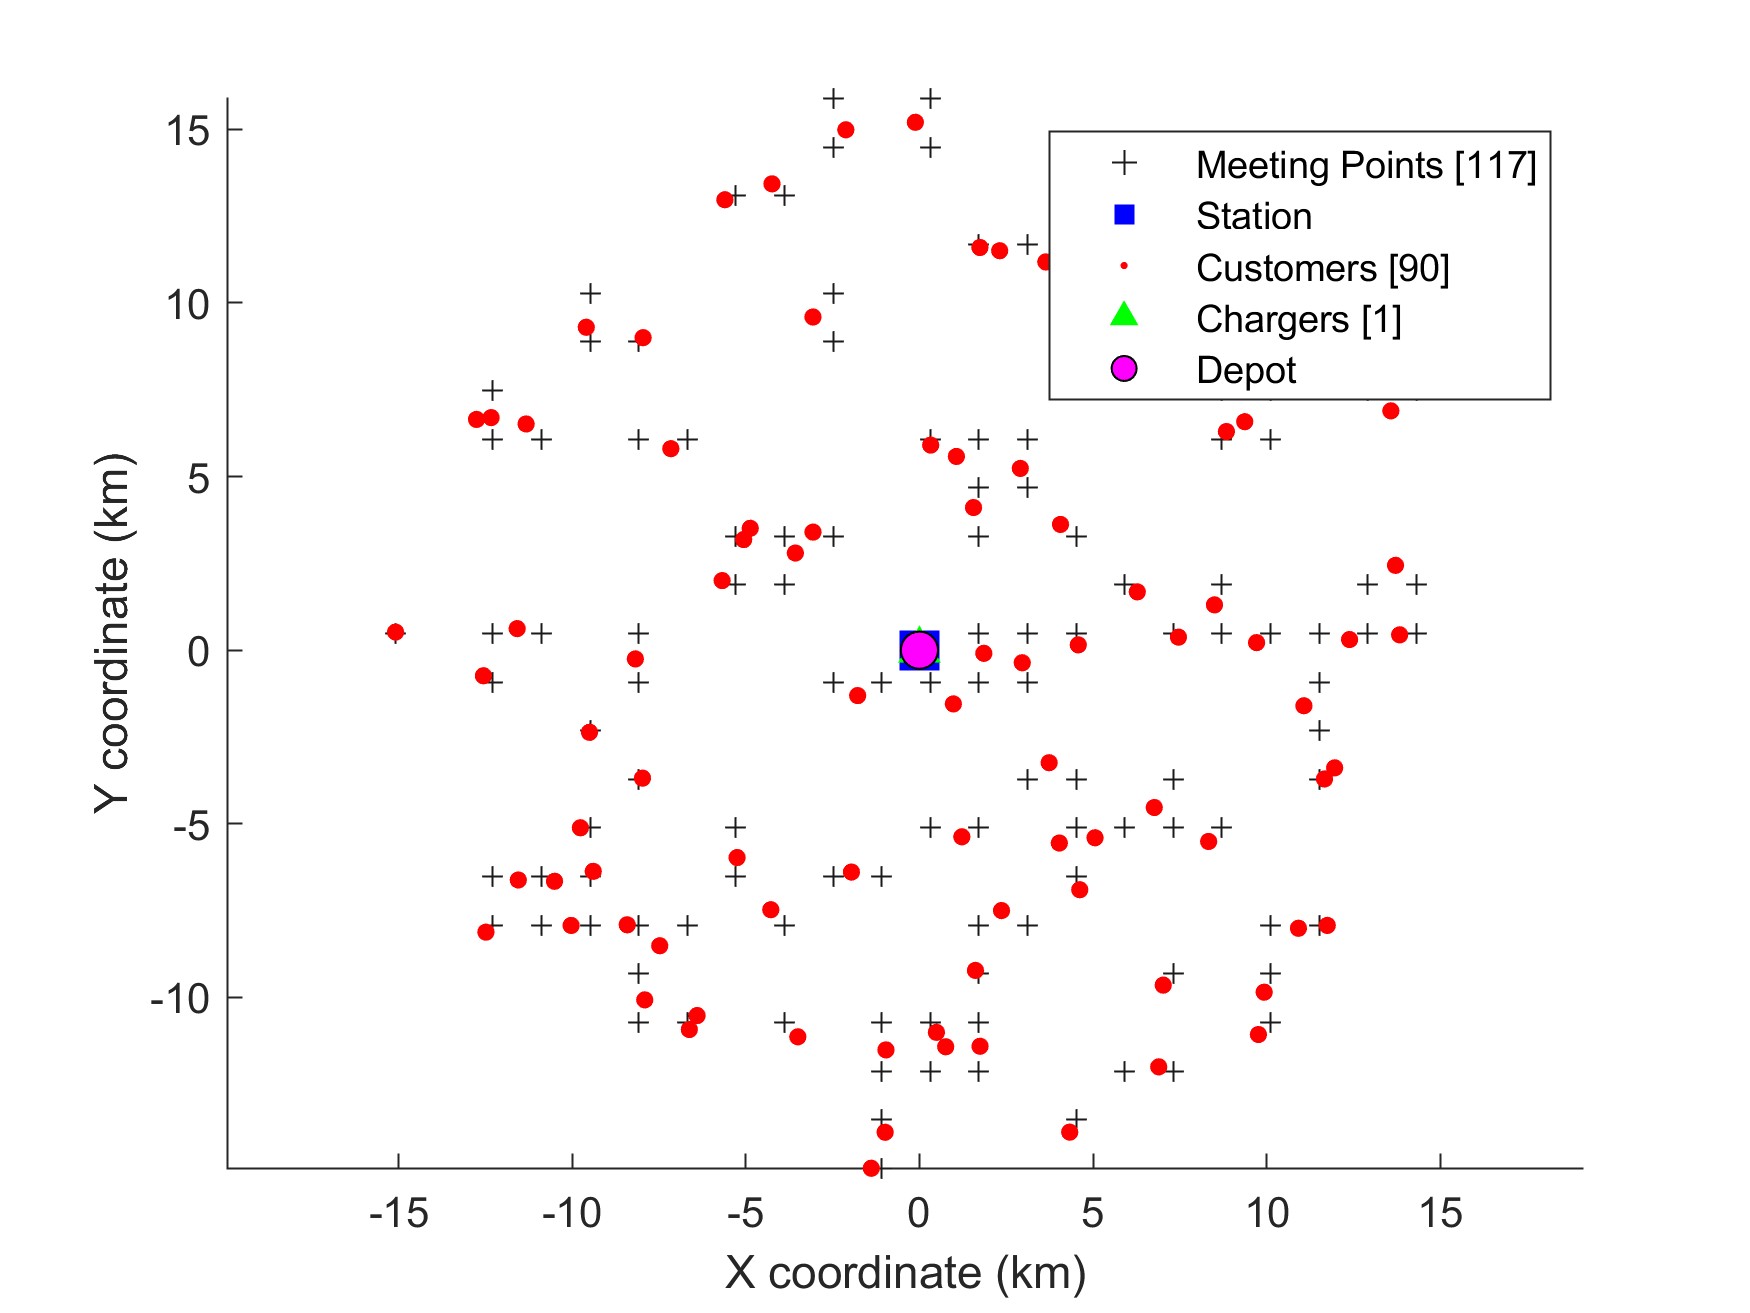 15
10
5
0
-5
-10
Y coordinate (km)
Meeting Points [117]
Station
Customers [90]
Chargers [1]
Depot
-15 -10 -5 0 5 10 15
X coordinate (km)